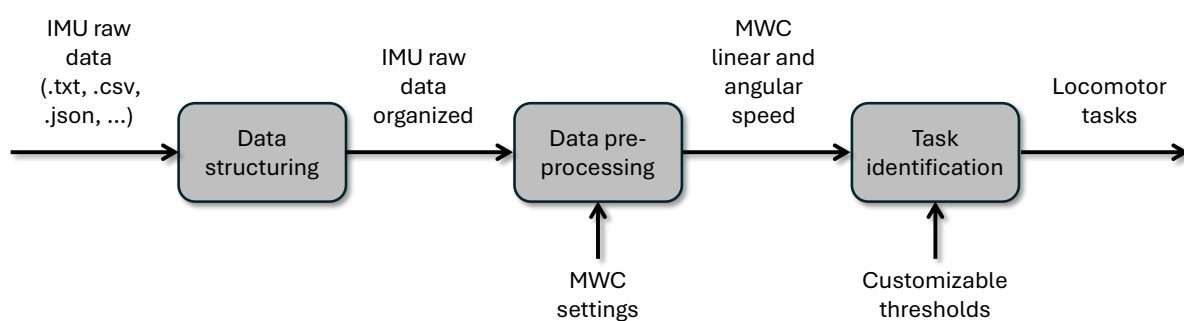 IMU raw
data
(.txt, .csv,
.json, ...)
Data
structuring
IMU raw
data
organized
Data pre-
processing
MWC
settings
MWC
linear and
angular
speed
Task
identification
Customizable
thresholds
Locomotor
tasks